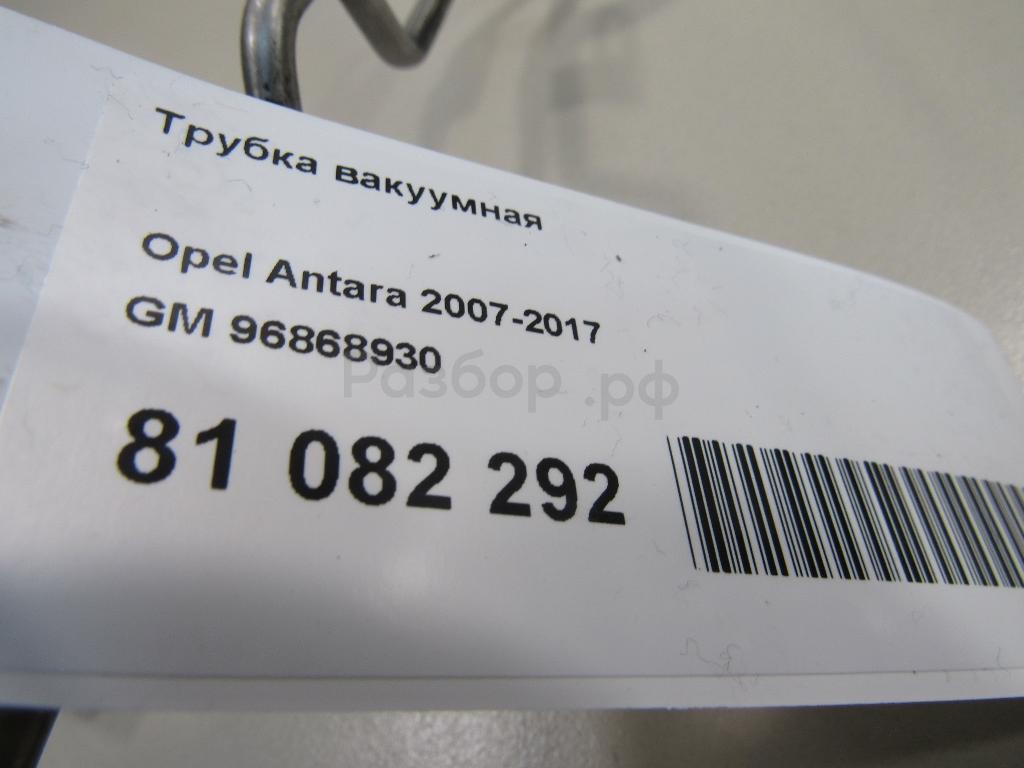 Трубка вакуумная
Opel Antara 2007-2017
GM 96868930
Разбор.рф
81 082 292